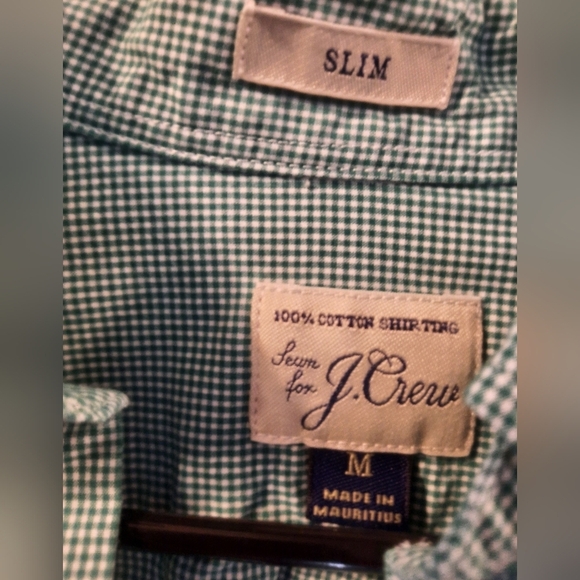 SLIM
100% COTTON SHIRTING
Sewn
for J.Crew
M
MADE IN
MAURITIUS